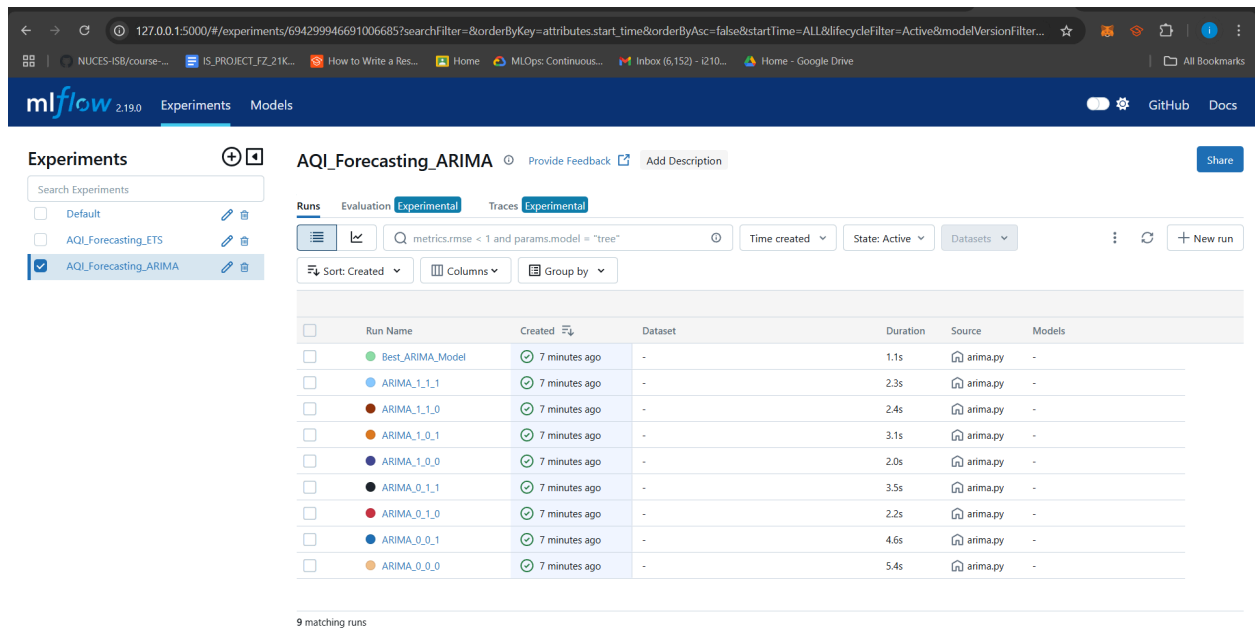 127.0.0.1:5000/#/experiments/694299946691006685?searchFilter=&orderByKey=attributes.start_time&orderByAsc=false&startTime=ALL&lifecycleFilter=Active&modelVersionFilter...
NUCES-ISB/course-... IS_PROJECT_FZ_21K... How to Write a Res... Home MLOps: Continuous... Inbox (6,152) - i210... Home - Google Drive All Bookmarks
mlflow 2.19.0 Experiments Models GitHub Docs
Experiments
Search Experiments
Default
AQI_Forecasting_ETS
AQI_Forecasting_ARIMA
AQI_Forecasting_ARIMA Provide Feedback Add Description Share
Runs Evaluation Experimental Traces Experimental
metrics.rmse < 1 and params.model = "tree" Time created State: Active Datasets + New run
Sort: Created Columns Group by
Run Name Created Dataset Duration Source Models
Best_ARIMA_Model 7 minutes ago - 1.1s arima.py -
ARIMA_1_1_1 7 minutes ago - 2.3s arima.py -
ARIMA_1_1_0 7 minutes ago - 2.4s arima.py -
ARIMA_1_0_1 7 minutes ago - 3.1s arima.py -
ARIMA_1_0_0 7 minutes ago - 2.0s arima.py -
ARIMA_0_1_1 7 minutes ago - 3.5s arima.py -
ARIMA_0_1_0 7 minutes ago - 2.2s arima.py -
ARIMA_0_0_1 7 minutes ago - 4.6s arima.py -
ARIMA_0_0_0 7 minutes ago - 5.4s arima.py -
9 matching runs